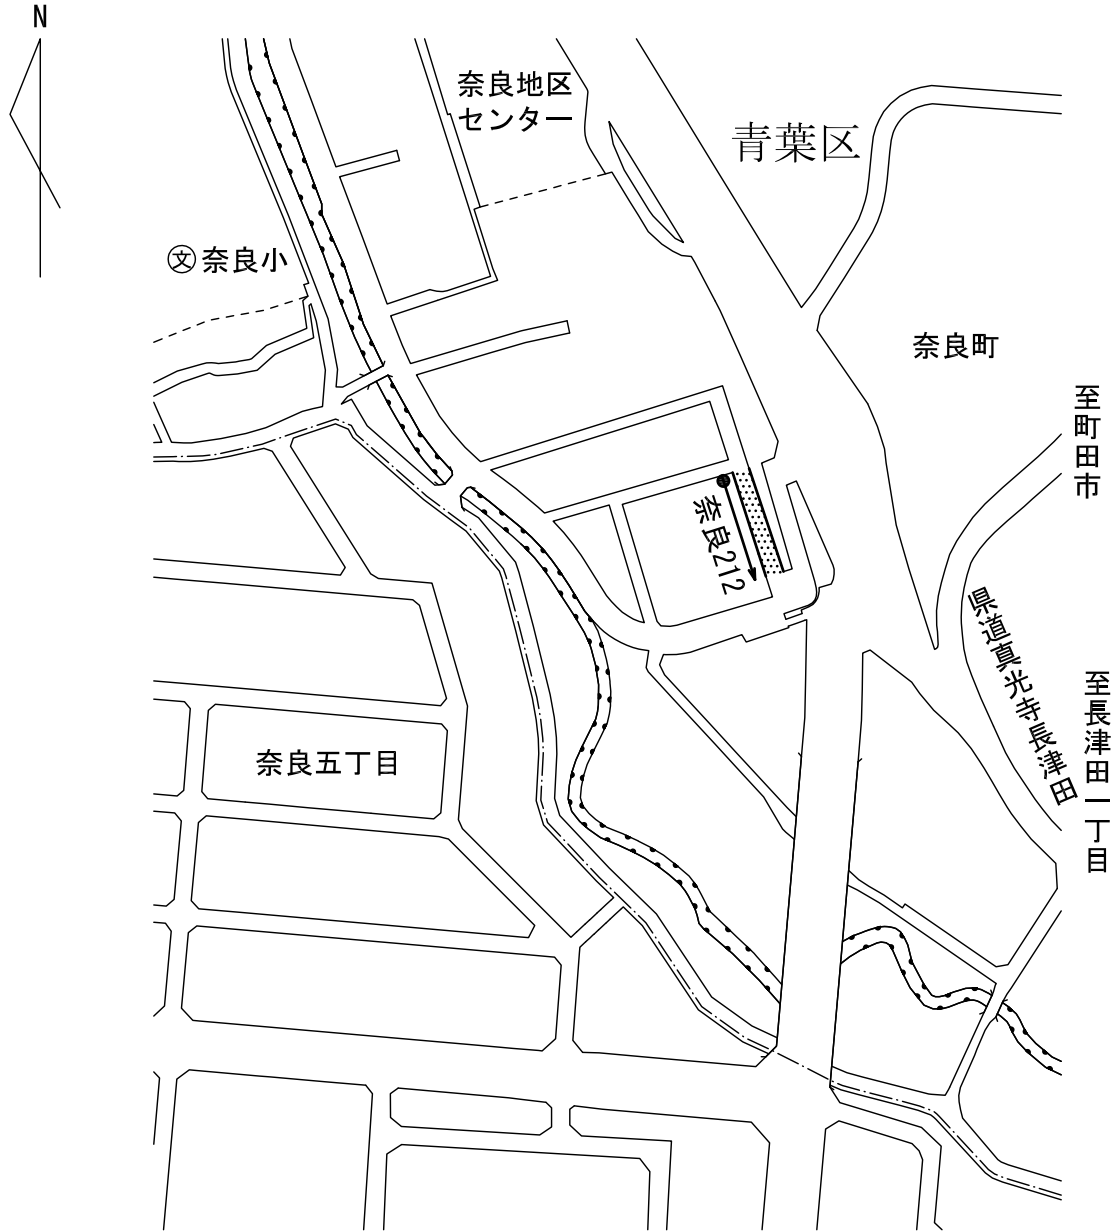 N
奈良地区
センター
青葉区
文奈良小
奈良町
至町田市
奈良212
県道真光寺長津田
至長津田一丁目
奈良五丁目